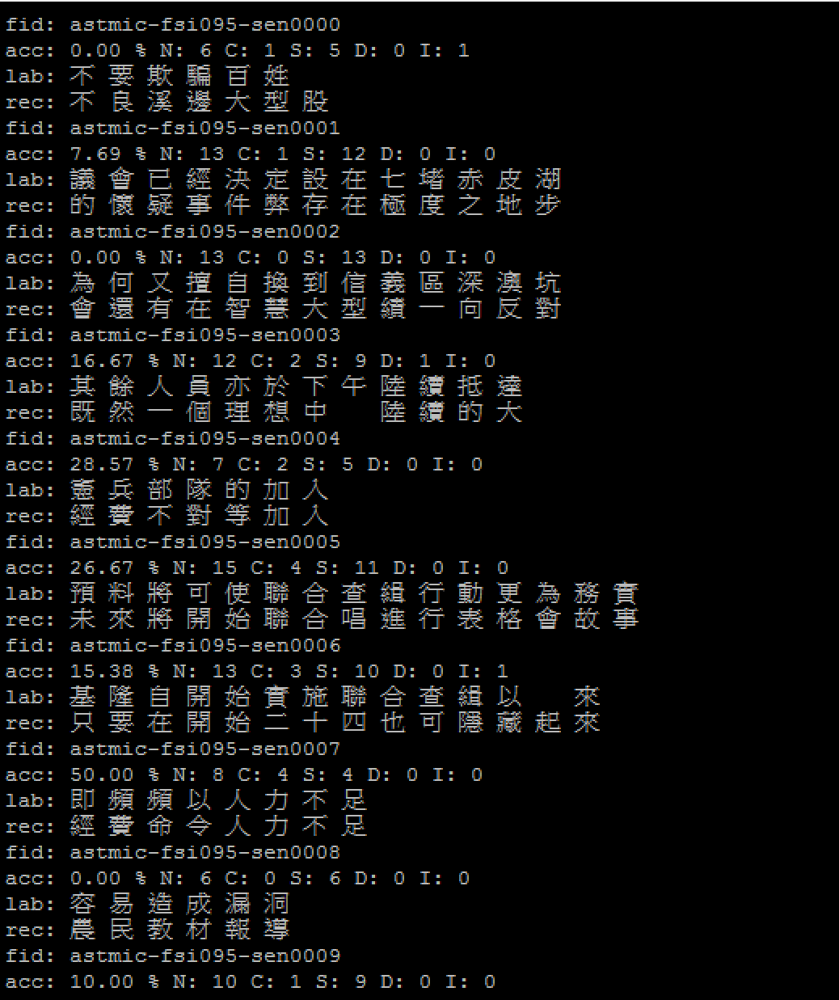 fid: astmic-fsi095-sen0000
acc: 0.00 % N: 6 C: 1 S: 5 D: 0 I: 1
lab: 不 要 欺 騙 百 姓
rec: 不 良 溪 邊 大 型 股
fid: astmic-fsi095-sen0001
acc: 7.69 % N: 13 C: 1 S: 12 D: 0 I: 0
lab: 議 會 已 經 決 定 設 在 七 堵 赤 皮 湖
rec: 的 懷 疑 事 件 弊 存 在 極 度 之 地 步
fid: astmic-fsi095-sen0002
acc: 0.00 % N: 13 C: 0 S: 13 D: 0 I: 0
lab: 為 何 又 擅 自 換 到 信 義 區 深 澳 坑
rec: 會 還 有 在 智 慧 大 型 續 一 向 反 對
fid: astmic-fsi095-sen0003
acc: 16.67 % N: 12 C: 2 S: 9 D: 1 I: 0
lab: 其 餘 人 員 亦 於 下 午 陸 續 抵 達
rec: 既 然 一 個 理 想 中 陸 續 的 大
fid: astmic-fsi095-sen0004
acc: 28.57 % N: 7 C: 2 S: 5 D: 0 I: 0
lab: 憲 兵 部 隊 的 加 入
rec: 經 費 不 對 等 加 入
fid: astmic-fsi095-sen0005
acc: 26.67 % N: 15 C: 4 S: 11 D: 0 I: 0
lab: 預 料 將 可 使 聯 合 查 緝 行 動 更 為 務 實
rec: 未 來 將 開 始 聯 合 唱 進 行 表 格 會 故 事
fid: astmic-fsi095-sen0006
acc: 15.38 % N: 13 C: 3 S: 10 D: 0 I: 1
lab: 基 隆 自 開 始 實 施 聯 合 查 緝 以 來
rec: 只 要 在 開 始 二 十 四 也 可 隱 藏 起 來
fid: astmic-fsi095-sen0007
acc: 50.00 % N: 8 C: 4 S: 4 D: 0 I: 0
lab: 即 頻 頻 以 人 力 不 足
rec: 經 費 命 令 人 力 不 足
fid: astmic-fsi095-sen0008
acc: 0.00 % N: 6 C: 0 S: 6 D: 0 I: 0
lab: 容 易 造 成 漏 洞
rec: 農 民 教 材 報 導
fid: astmic-fsi095-sen0009
acc: 10.00 % N: 10 C: 1 S: 9 D: 0 I: 0